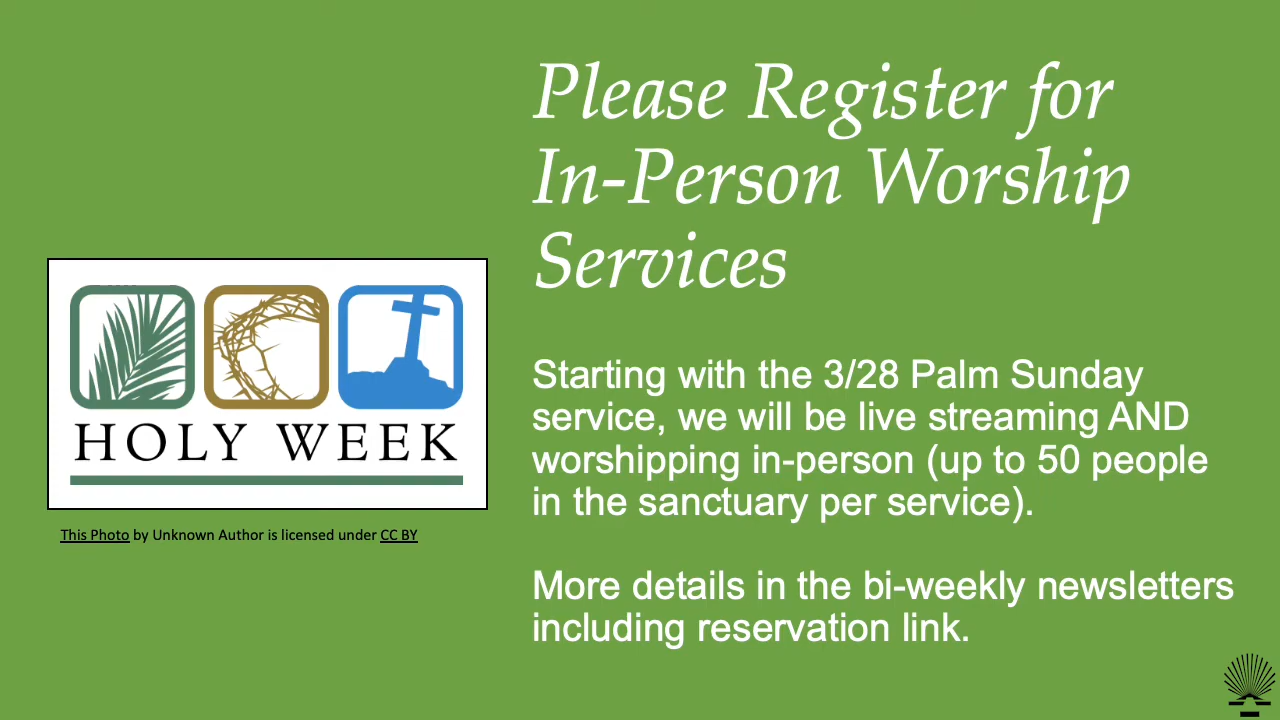 Please Register for
In-Person Worship
Services
HOLY WEEK
This Photo by Unknown Author is licensed under CC BY
Starting with the 3/28 Palm Sunday
service, we will be live streaming AND
worshipping in-person (up to 50 people
in the sanctuary per service).
More details in the bi-weekly newsletters
including reservation link.